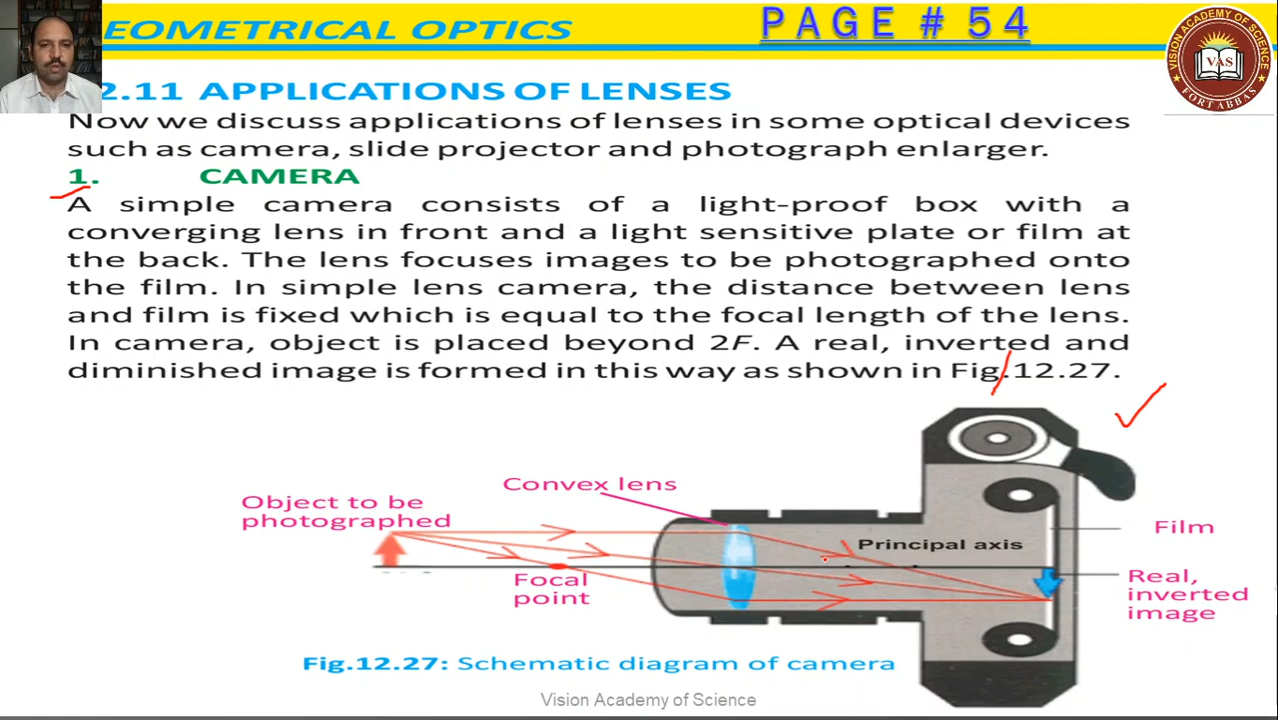 EOMETRICAL OPTICS
PAGE # 54
VISION ACADEMY OF SCIENCE
VAS
FORT ABBAS
2.11 APPLICATIONS OF LENSES
Now we discuss applications of lenses in some optical devices
such as camera, slide projector and photograph enlarger.
1. CAMERA
A simple camera consists of a light-proof box with a
converging lens in front and a light sensitive plate or film at
the back. The lens focuses images to be photographed onto
the film. In simple lens camera, the distance between lens
and film is fixed which is equal to the focal length of the lens.
In camera, object is placed beyond 2F. A real, inverted and
diminished image is formed in this way as shown in Fig.12.27.
Convex lens
Object to be
photographed
Principal axis
Film
Focal
point
Real,
inverted
image
Fig.12.27: Schematic diagram of camera
Vision Academy of Science